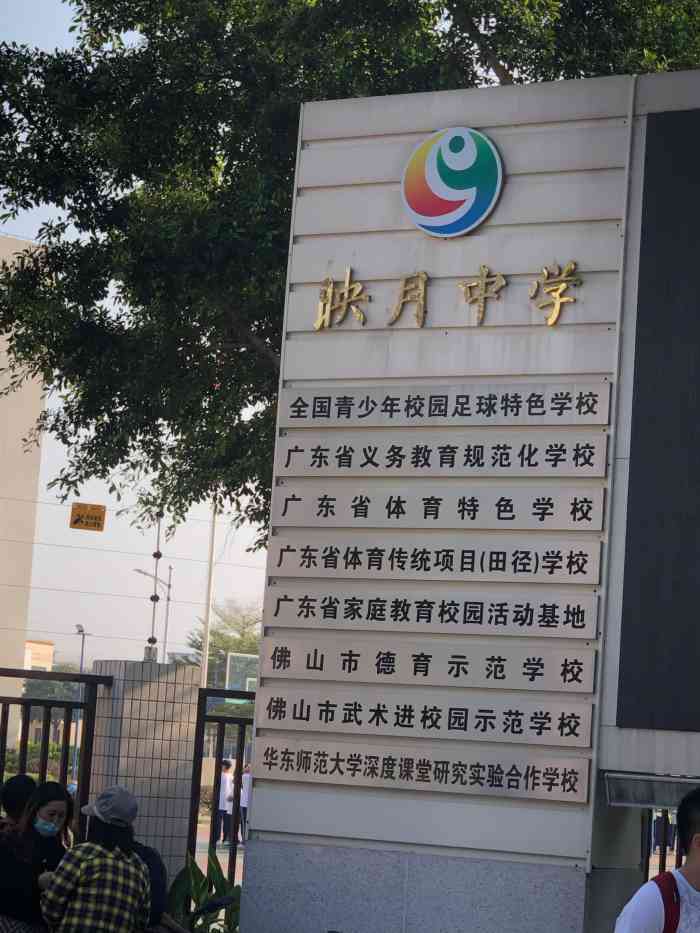 映月中学
全国青少年校园足球特色学校
广东省义务教育规范化学校
广东省体育特色学校
广东省体育传统项目(田径)学校
广东省家庭教育校园活动基地
佛山市德育示范学校
佛山市武术进校园示范学校
华东师范大学深度课堂研究实验合作学校